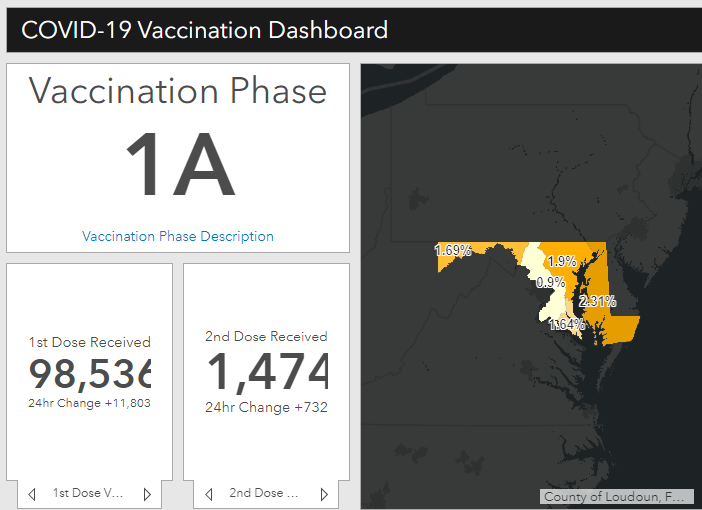 COVID-19 Vaccination Dashboard
Vaccination Phase
1A
Vaccination Phase Description
1st Dose Received
98,536
24hr Change +11,803
1st Dose V...
2nd Dose Received
1,474
24hr Change +732
2nd Dose ...
1.69%
1.9%
0.9%
2.31%
1.64%
County of Loudoun, F...